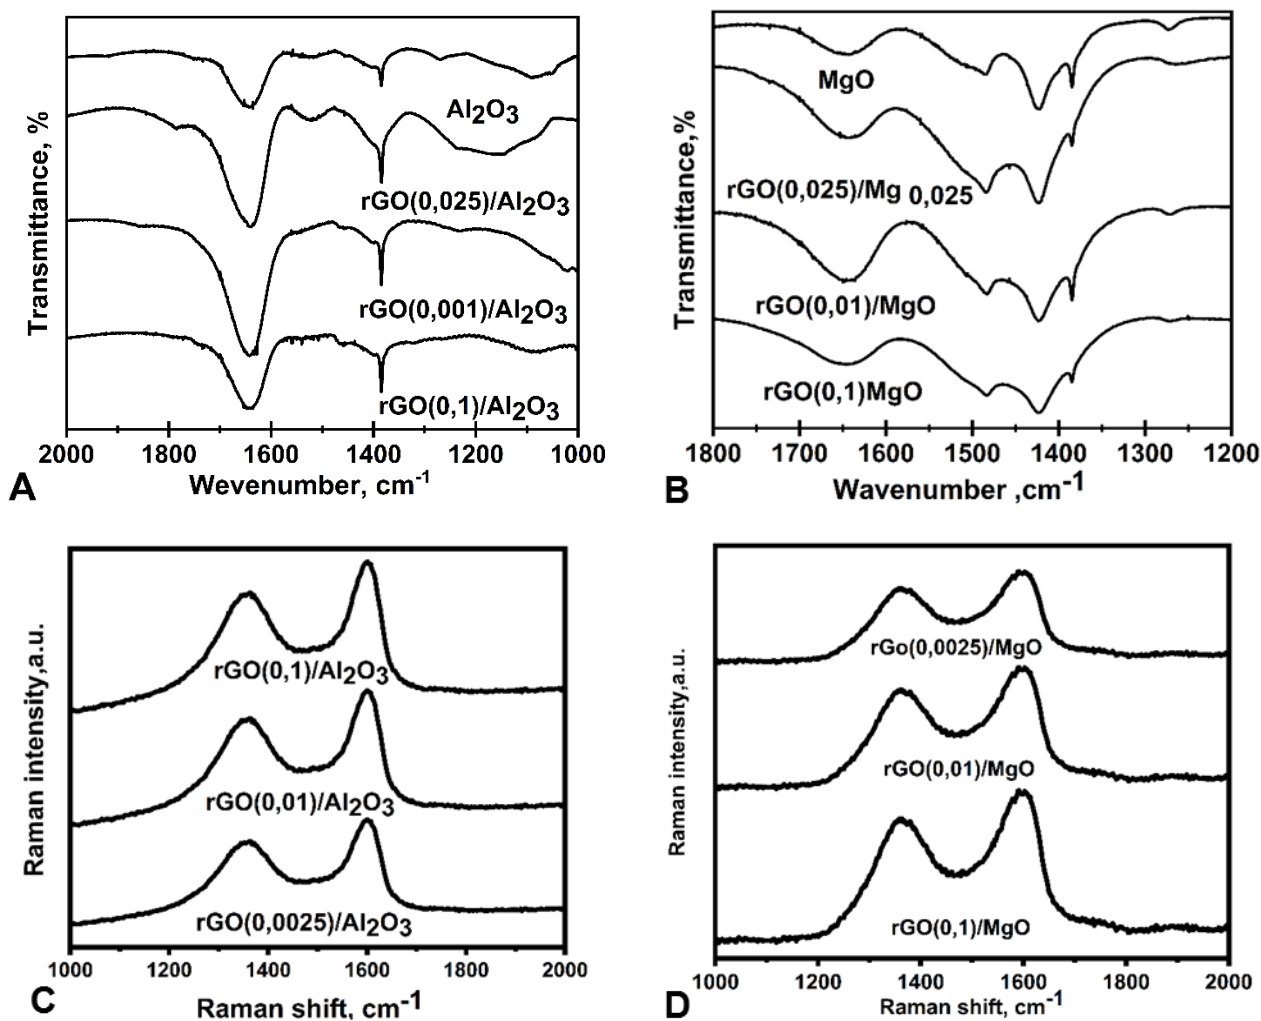 Transmittance, %
Al2O3
rGO(0,025)/Al2O3
rGO(0,001)/Al2O3
rGO(0,1)/Al2O3
2000 1800 1600 1400 1200 1000
Wevenumber, cm-1
A
Transmittance,%
MgO
rGO(0,025)/Mg 0,025
rGO(0,01)/MgO
rGO(0,1)MgO
1800 1700 1600 1500 1400 1300 1200
Wavenumber ,cm-1
B
Raman intensity,a.u.
rGO(0,1)/Al2O3
rGO(0,01)/Al2O3
rGO(0,0025)/Al2O3
1000 1200 1400 1600 1800 2000
Raman shift, cm-1
C
Raman intensity,a.u.
rGo(0,0025)/MgO
rGO(0,01)/MgO
rGO(0,1)/MgO
1000 1200 1400 1600 1800 2000
Raman shift, cm-1
D